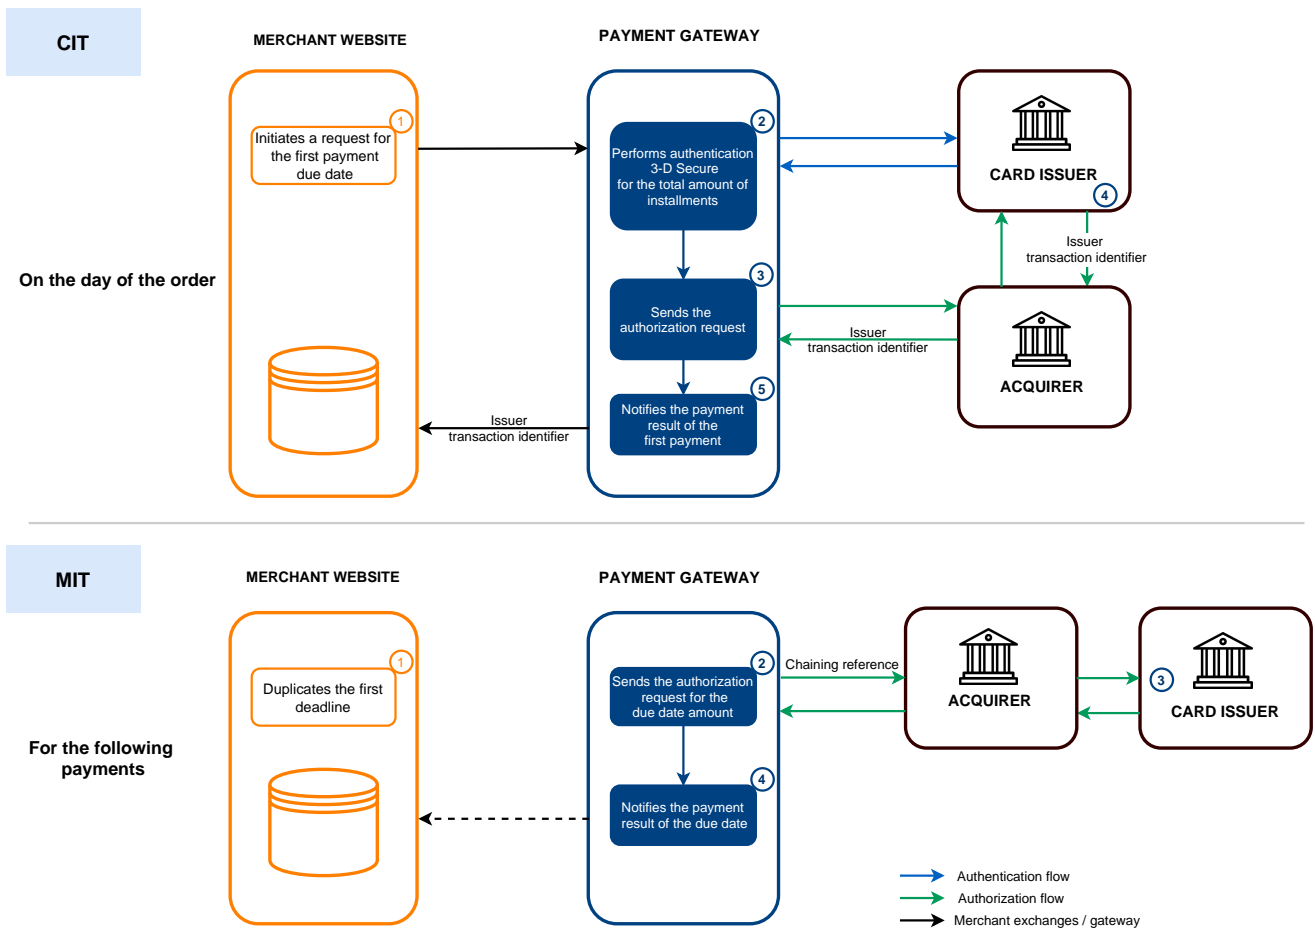 CIT
MERCHANT WEBSITE
PAYMENT GATEWAY
1
Initiates a request for
the first payment
due date
2
Performs authentication
3-D Secure
for the total amount of
installments
CARD ISSUER
4
Issuer
transaction identifier
On the day of the order
3
Sends the
authorization request
Issuer
transaction identifier
ACQUIRER
5
Notifies the payment
result of the
first payment
Issuer
transaction identifier
MIT
MERCHANT WEBSITE
PAYMENT GATEWAY
1
Duplicates the first
deadline
2
Sends the authorization
request for the
due date amount
Chaining reference
ACQUIRER
3
CARD ISSUER
For the following
payments
4
Notifies the payment
result of the due date
Authentication flow
Authorization flow
Merchant exchanges / gateway